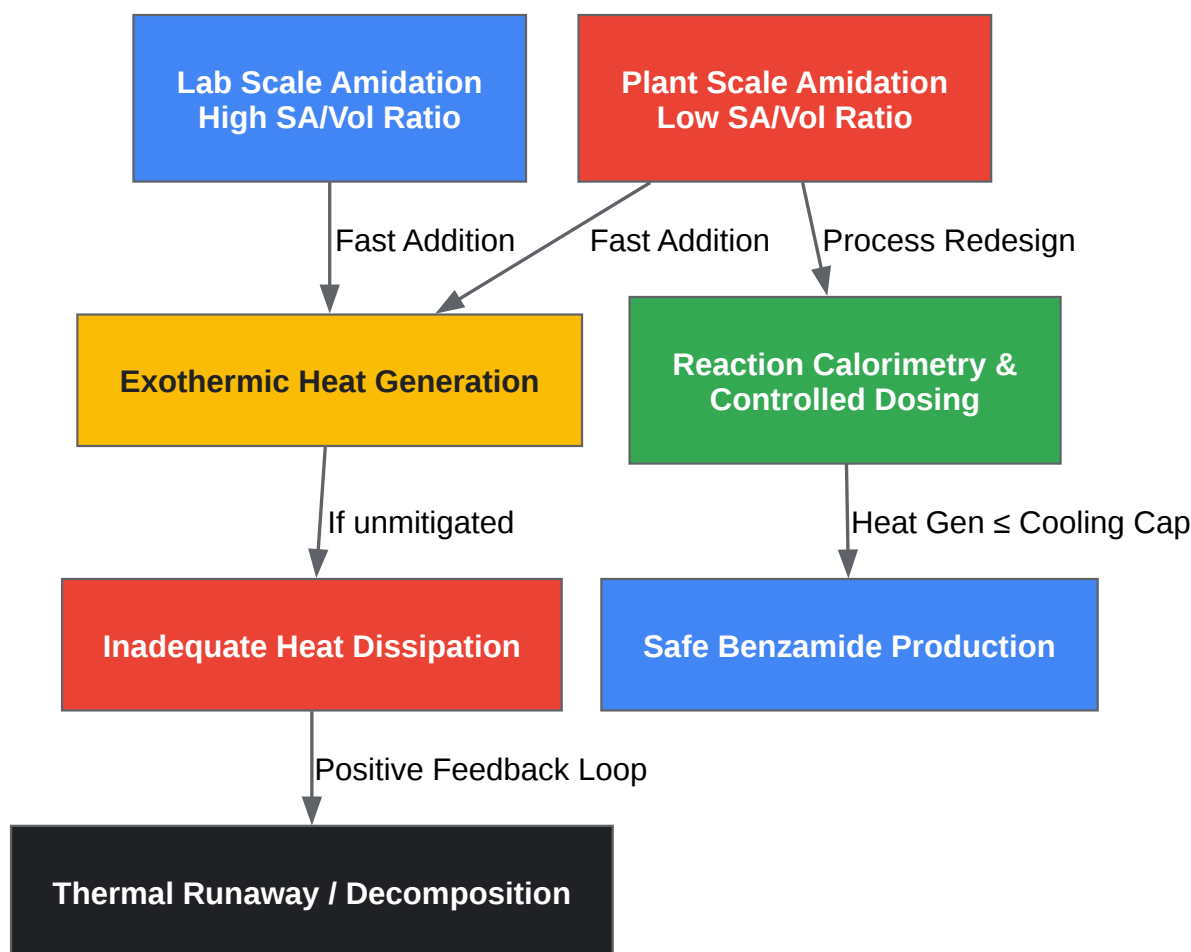 Lab Scale Amidation
High SA/Vol Ratio
Plant Scale Amidation
Low SA/Vol Ratio
Fast Addition
Fast Addition
Process Redesign
Exothermic Heat Generation
Reaction Calorimetry &
Controlled Dosing
If unmitigated
Heat Gen ≤ Cooling Cap
Inadequate Heat Dissipation
Safe Benzamide Production
Positive Feedback Loop
Thermal Runaway / Decomposition